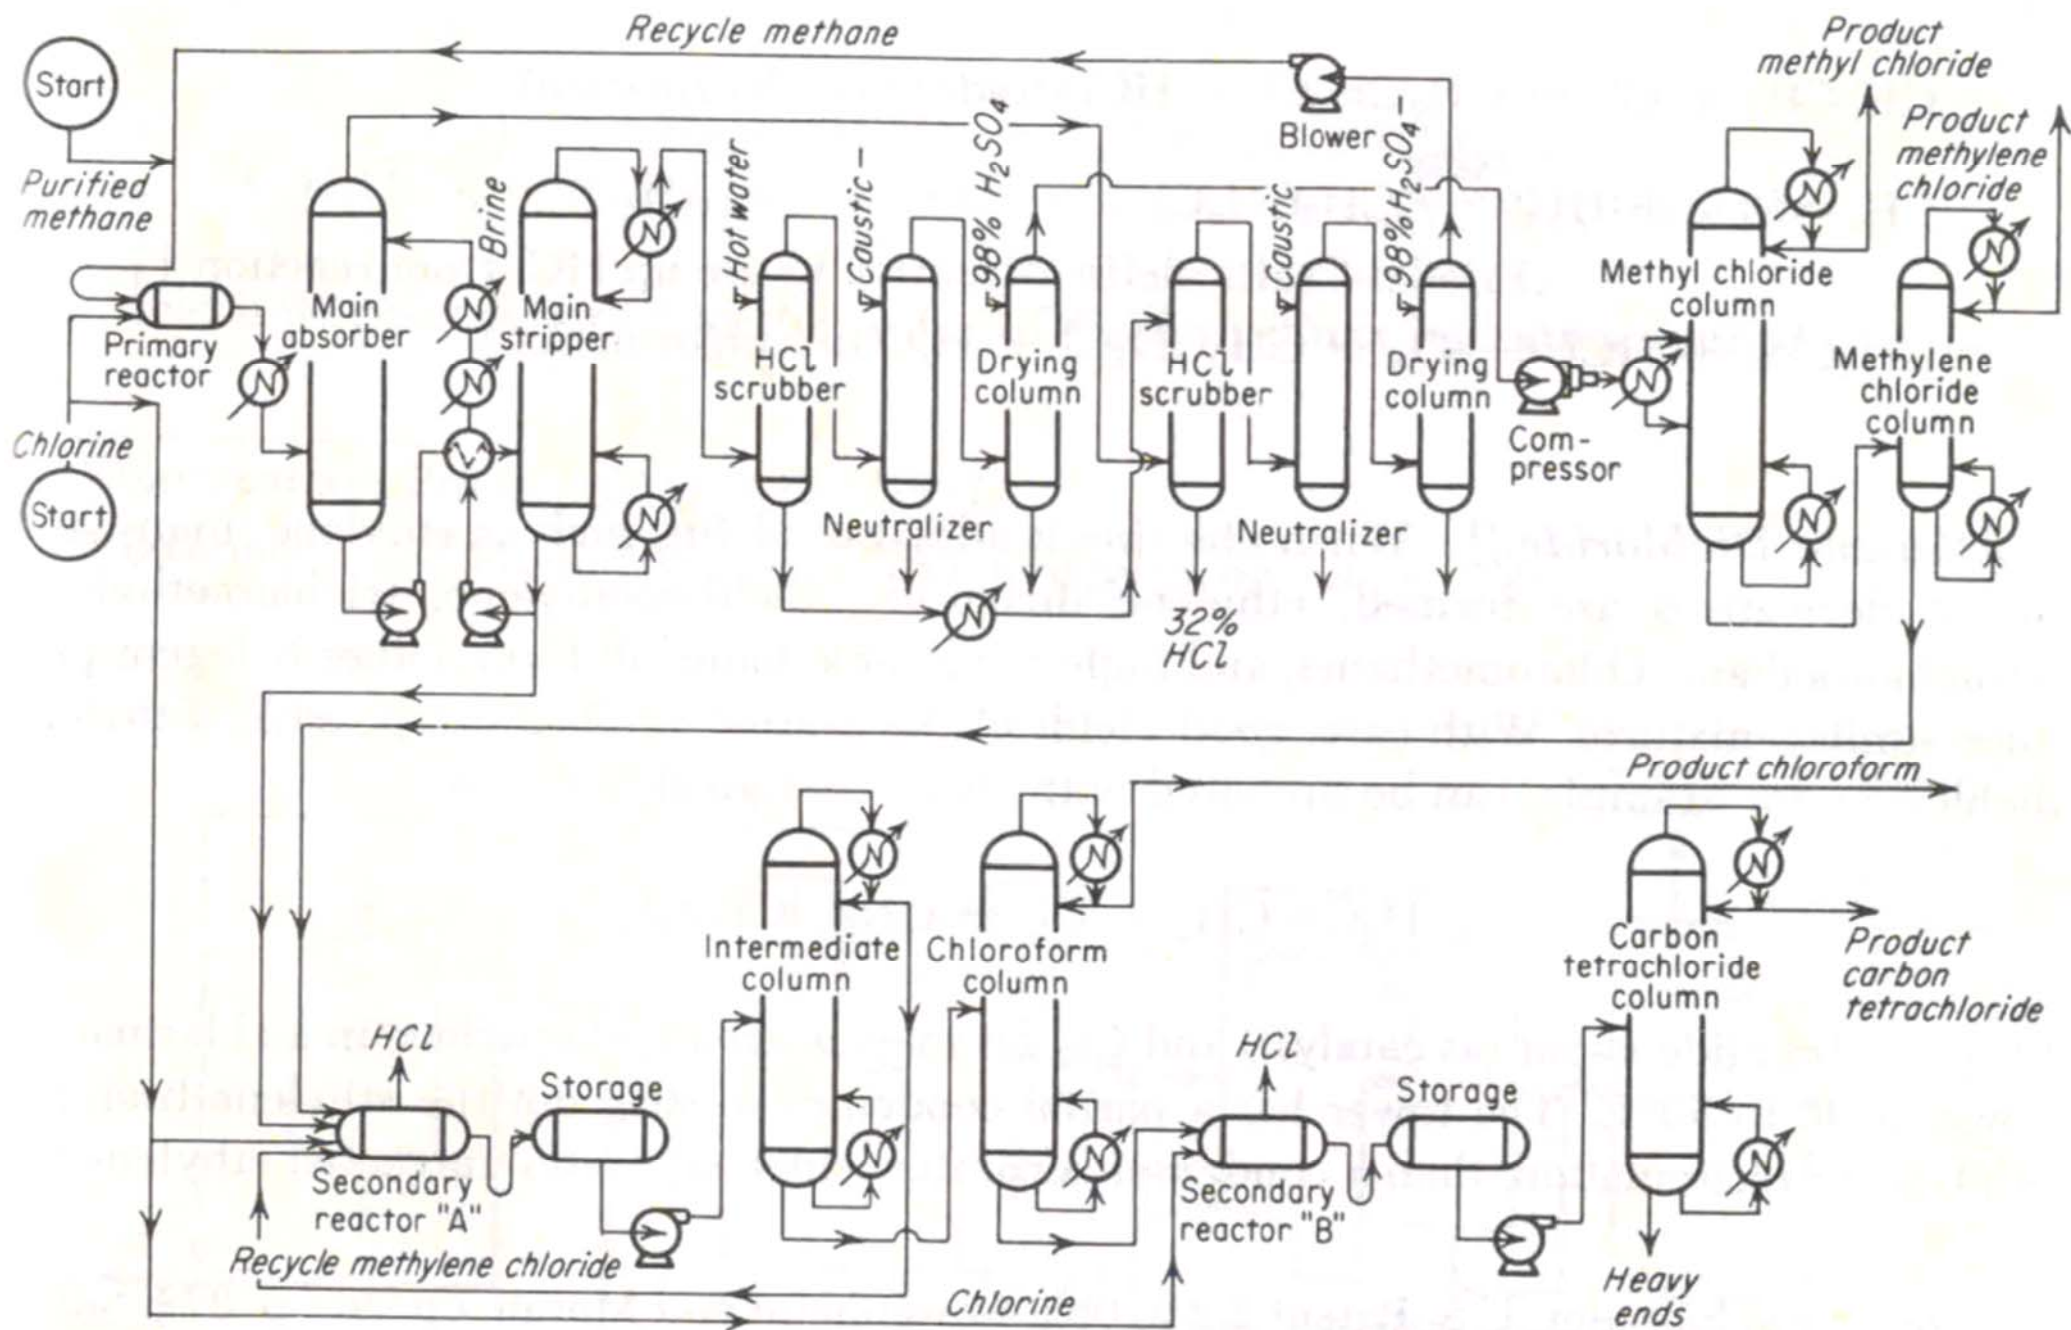 Recycle methane
Start
Purified
methane
Primary
reactor
Chlorine
Start
Main
absorber
Brine
Main
stripper
Hot water
HCl
scrubber
Caustic
Neutralizer
98% H₂SO₄
Drying
column
HCl
scrubber
32%
HCl
Caustic
Neutralizer
Blower
98% H₂SO₄
Drying
column
Com-
pressor
Product
methyl chloride
Methyl chloride
column
Product
methylene
chloride
Methylene
chloride
column
Product chloroform
HCl
Secondary
reactor "A"
Storage
Recycle methylene chloride
Intermediate
column
Chloroform
column
Chlorine
HCl
Secondary
reactor "B"
Storage
Carbon
tetrachloride
column
Product
carbon
tetrachloride
Heavy
ends